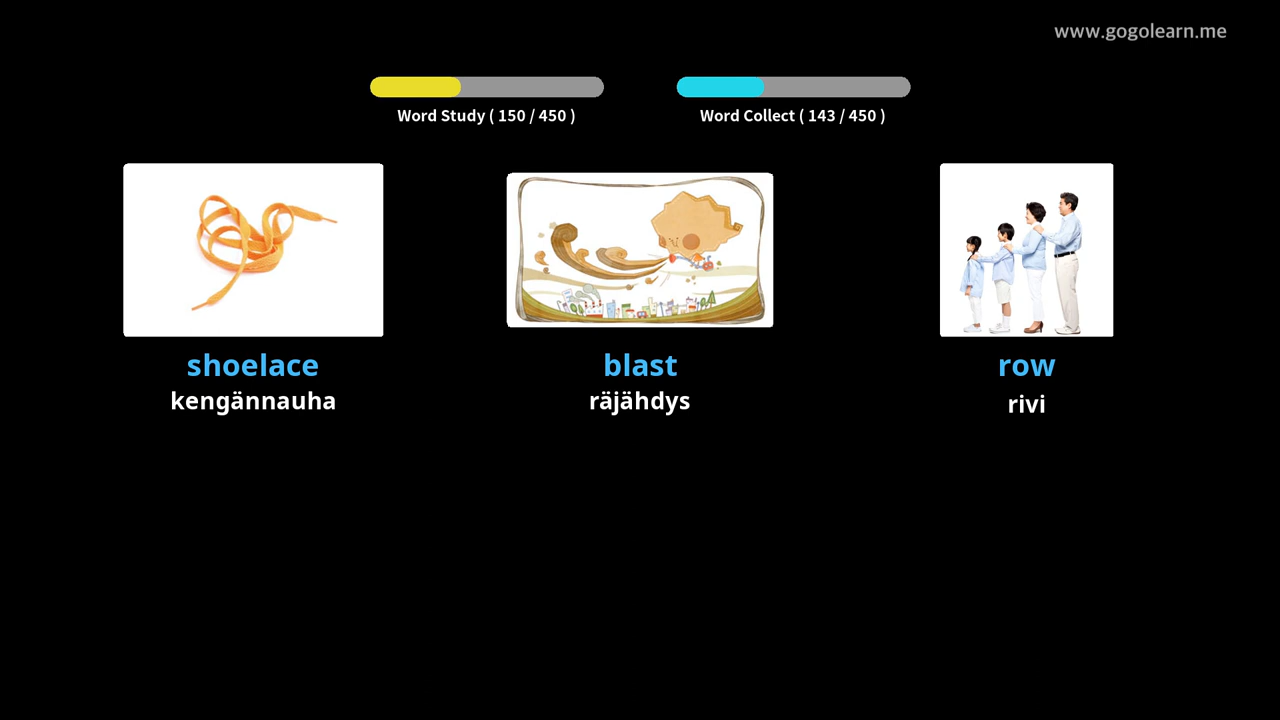 www.gogolearn.me
Word Study ( 150 / 450 )
Word Collect ( 143 / 450 )
shoelace
kengännauha
blast
räjähdys
row
rivi